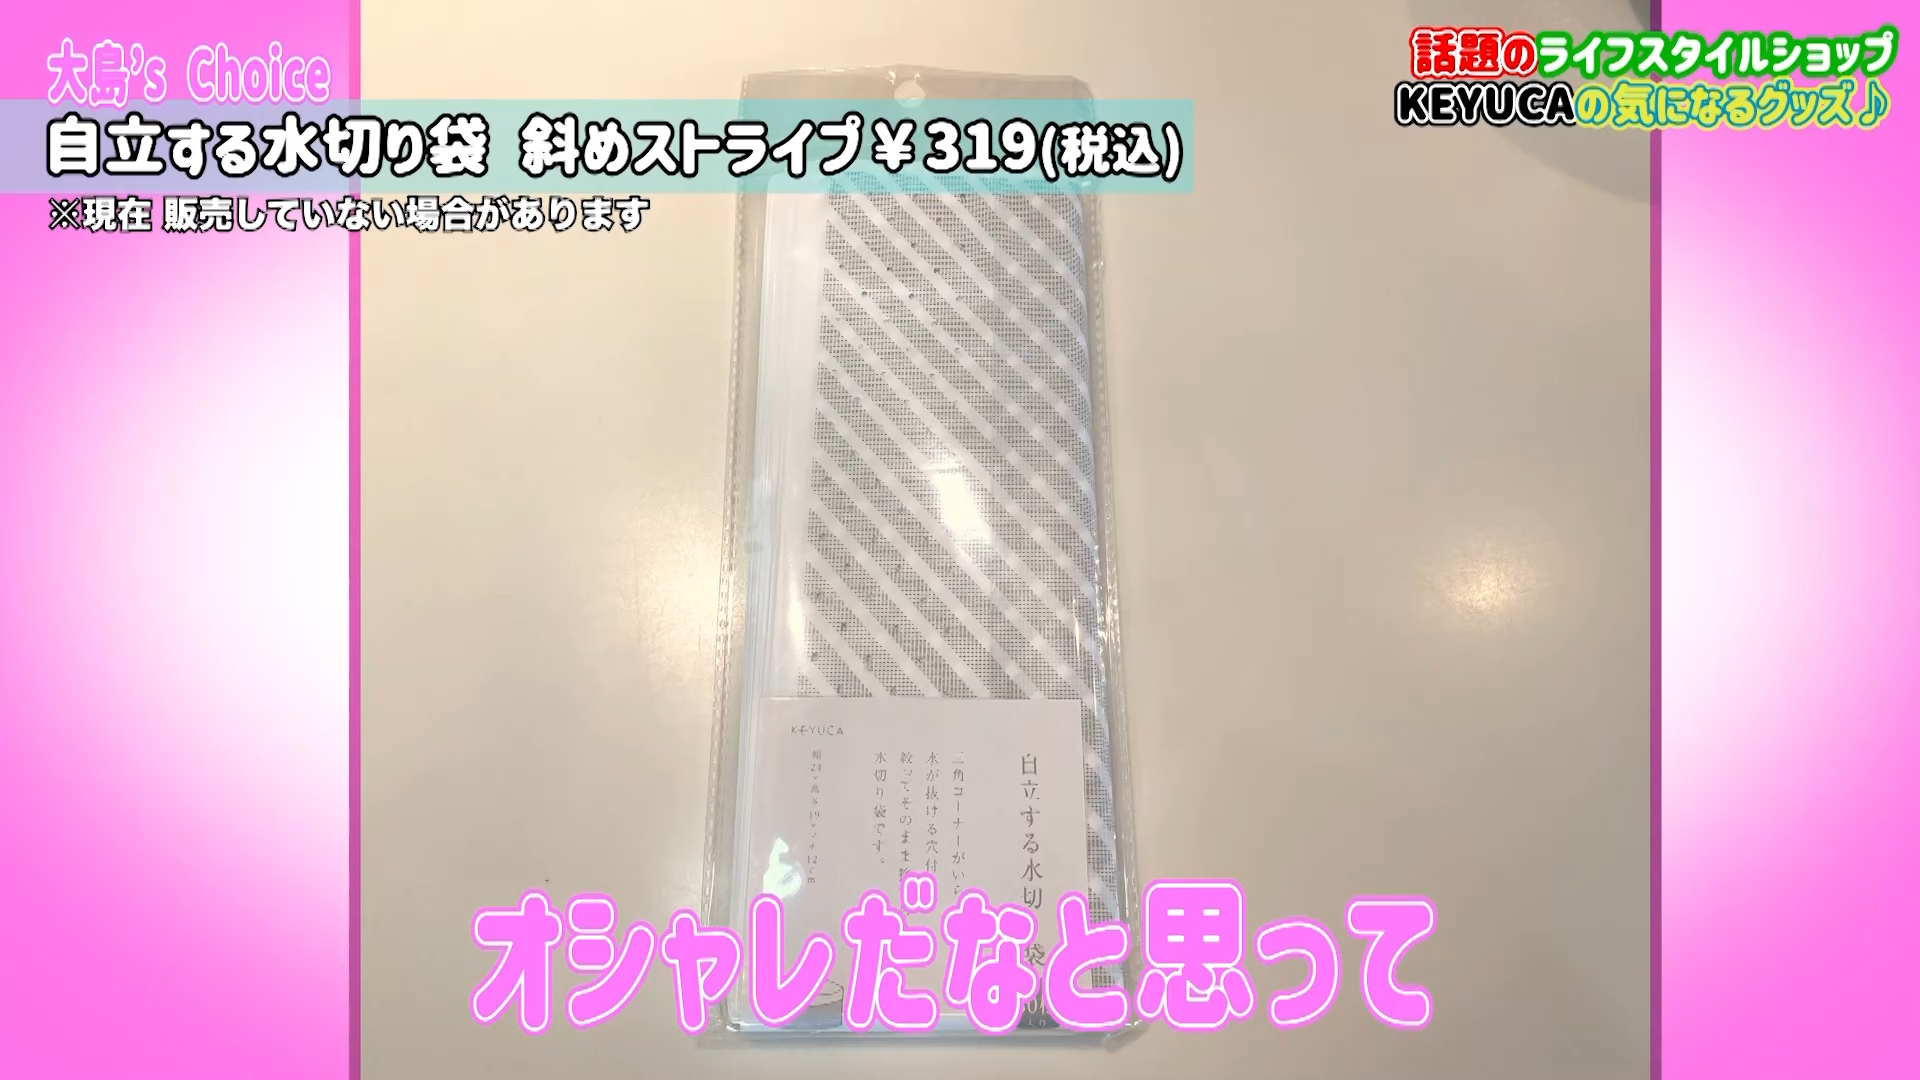 大島's Choice
自立する水切り袋 斜めストライプ¥319(税込)
※現在 販売していない場合があります
話題のライフスタイルショップ
KEYUCAの気になるグッズ♪
KEYUCA
自立する水切 袋
三角コーナーがいら
水が抜ける穴付
絞ってそのまま
水切り袋です。
オシャレだなと思って